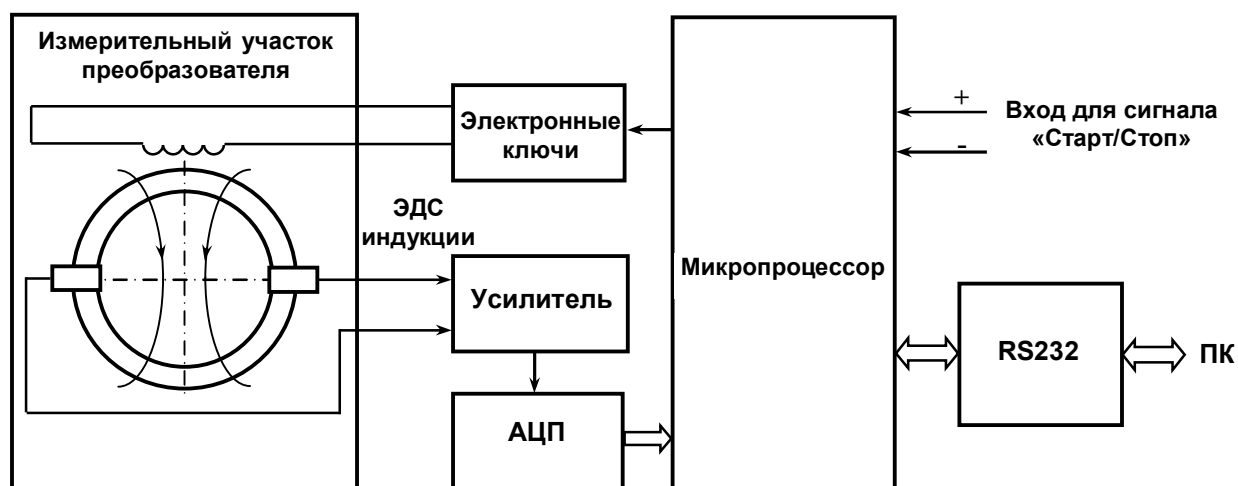 Измерительный участок
преобразователя
Электронные
ключи
+
Вход для сигнала
«Старт/Стоп»
-
ЭДС
индукции
Усилитель
Микропроцессор
RS232
ПК
АЦП